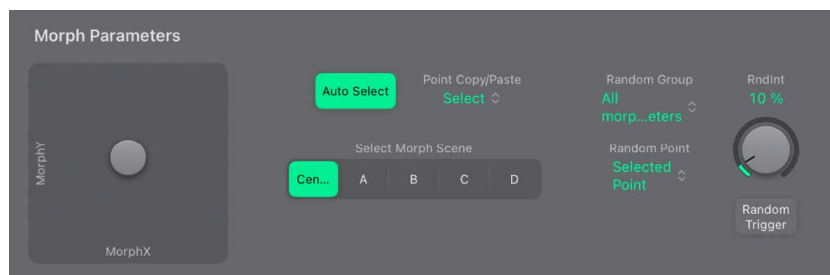 Morph Parameters
MorphY
MorphX
Auto Select
Point Copy/Paste
Select
Select Morph Scene
Cen... A B C D
Random Group
All
morp...eters
Random Point
Selected
Point
RndInt
10 %
Random
Trigger